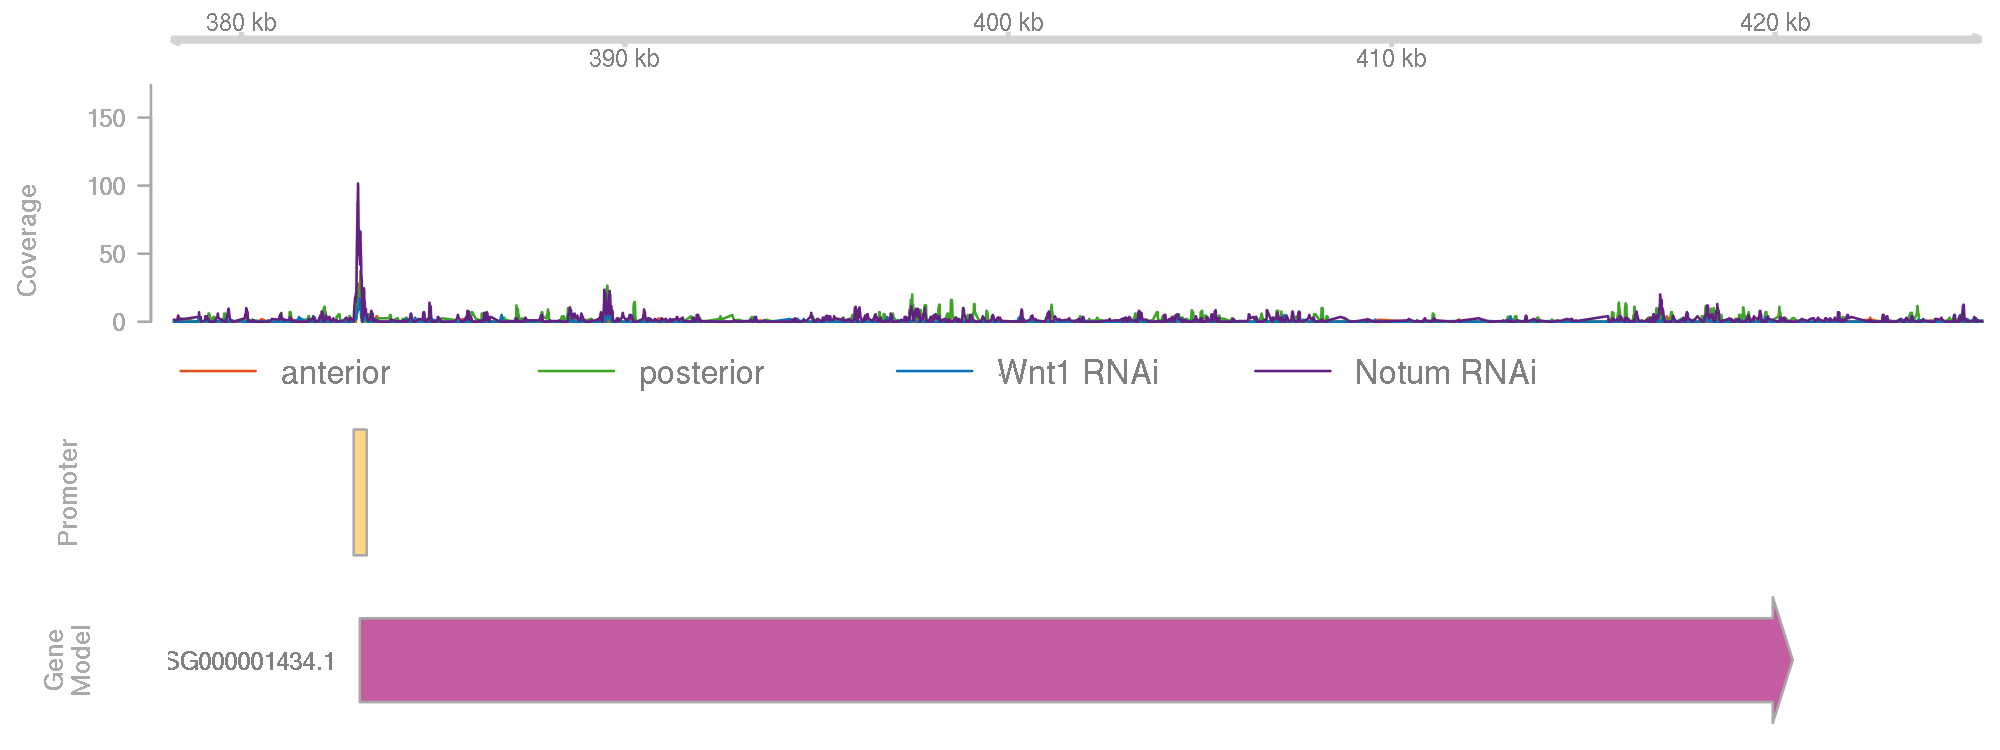 380 kb
400 kb
420 kb
390 kb
410 kb
Coverage
150
100
50
0
anterior
posterior
Wnt1 RNAi
Notum RNAi
Promoter
Gene
Model
SG000001434.1